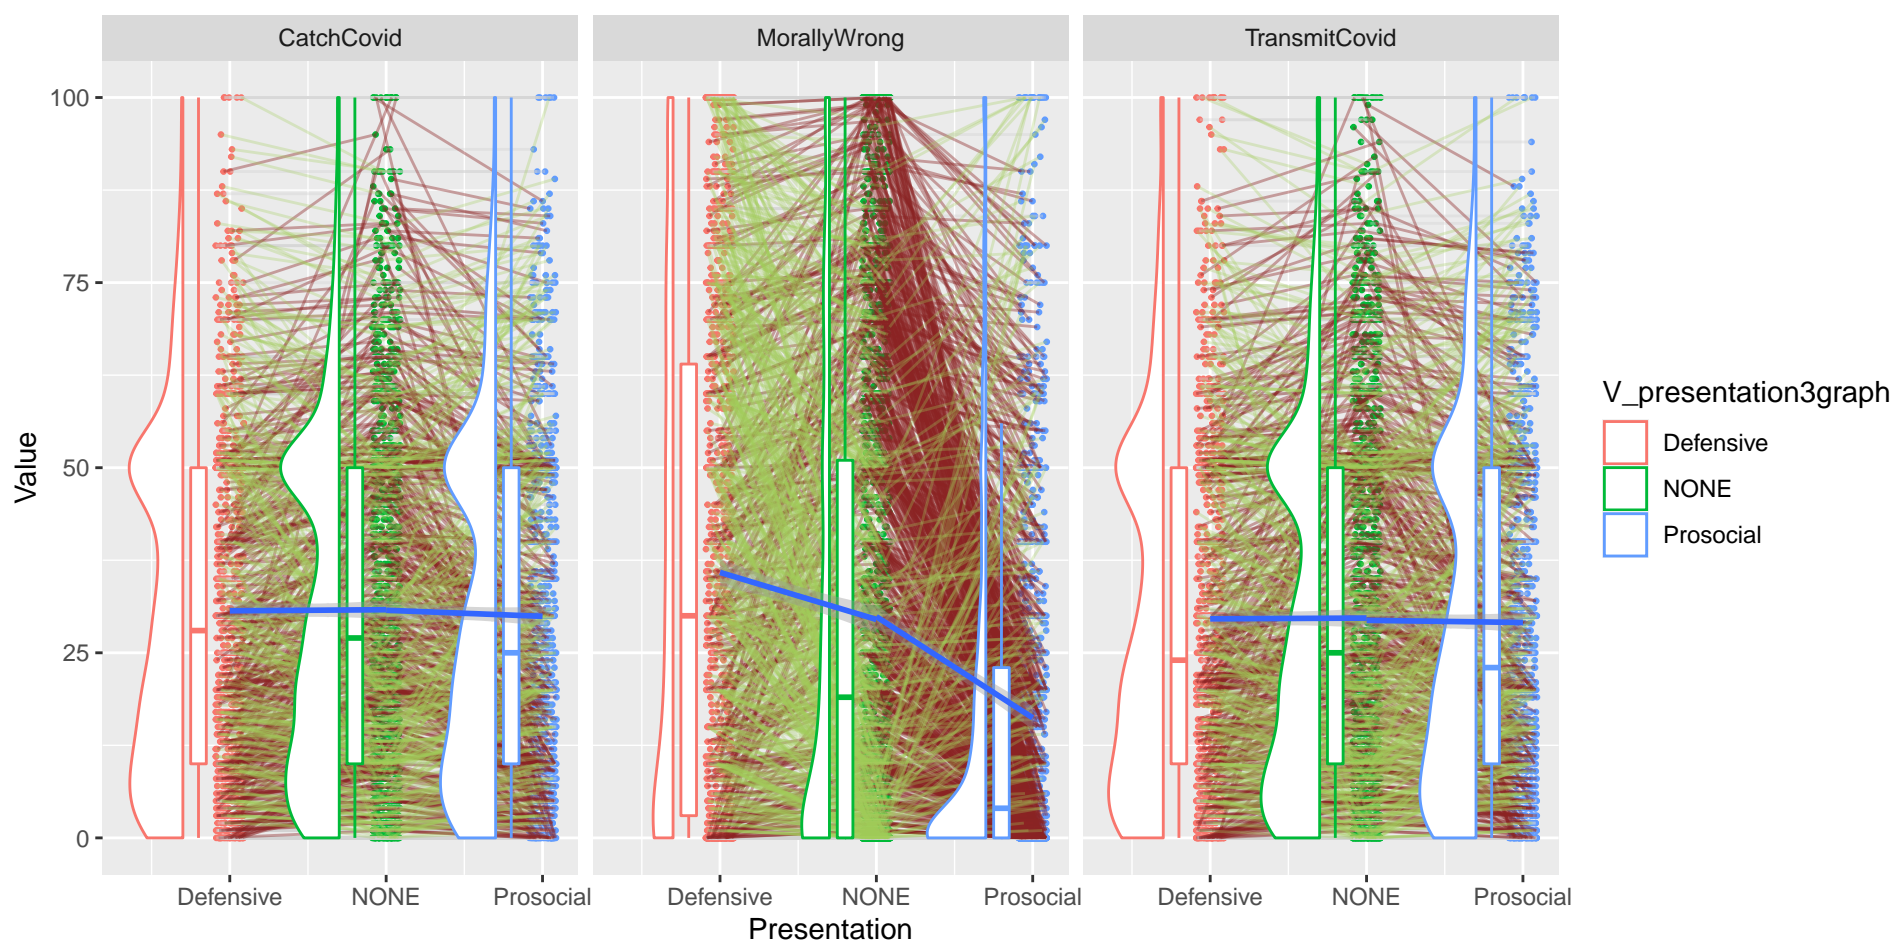 CatchCovid MorallyWrong TransmitCovid
100
75
50
25
0
Value
Defensive NONE Prosocial Defensive NONE Prosocial Defensive NONE Prosocial
Presentation
V_presentation3graph
Defensive
NONE
Prosocial